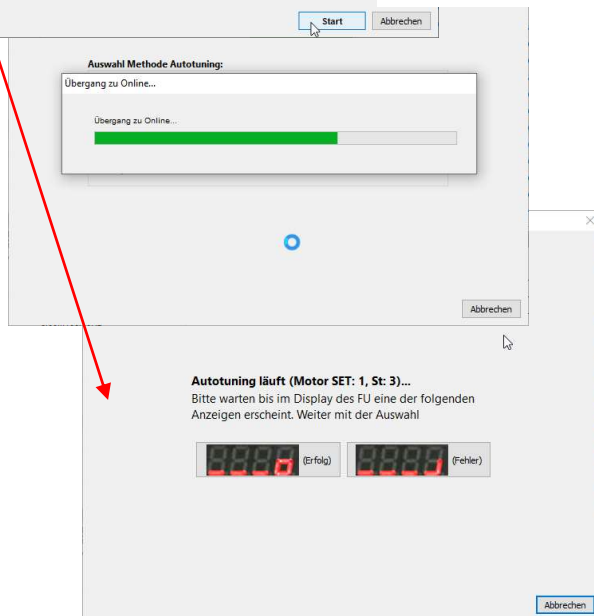 Start Abbrechen
Auswahl Methode Autotuning:
Übergang zu Online...
Übergang zu Online...
Abbrechen
Autotuning läuft (Motor SET: 1, St: 3)...
Bitte warten bis im Display des FU eine der folgenden
Anzeigen erscheint. Weiter mit der Auswahl
___o (Erfolg) (Fehler)
Abbrechen